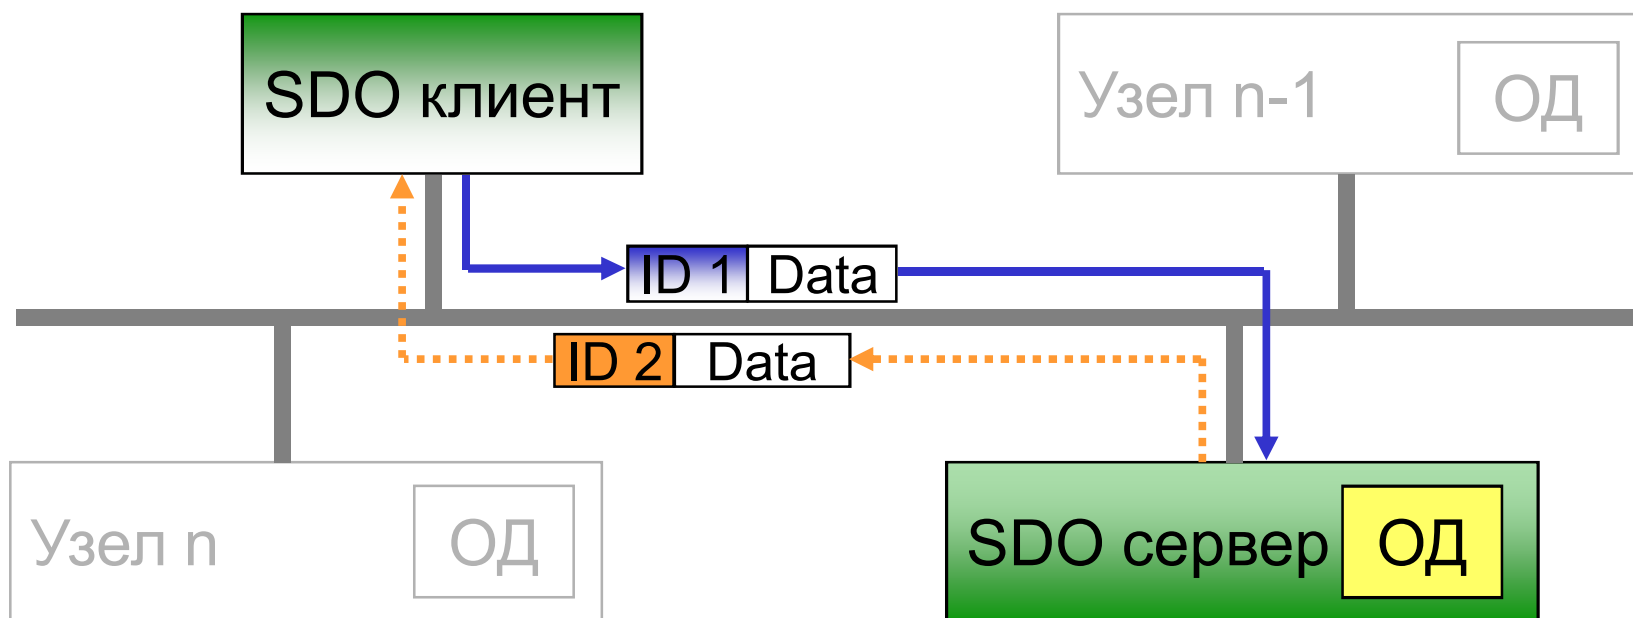 SDO клиент
Узел n-1
ОД
ID 1
Data
ID 2
Data
Узел n
ОД
SDO сервер
ОД